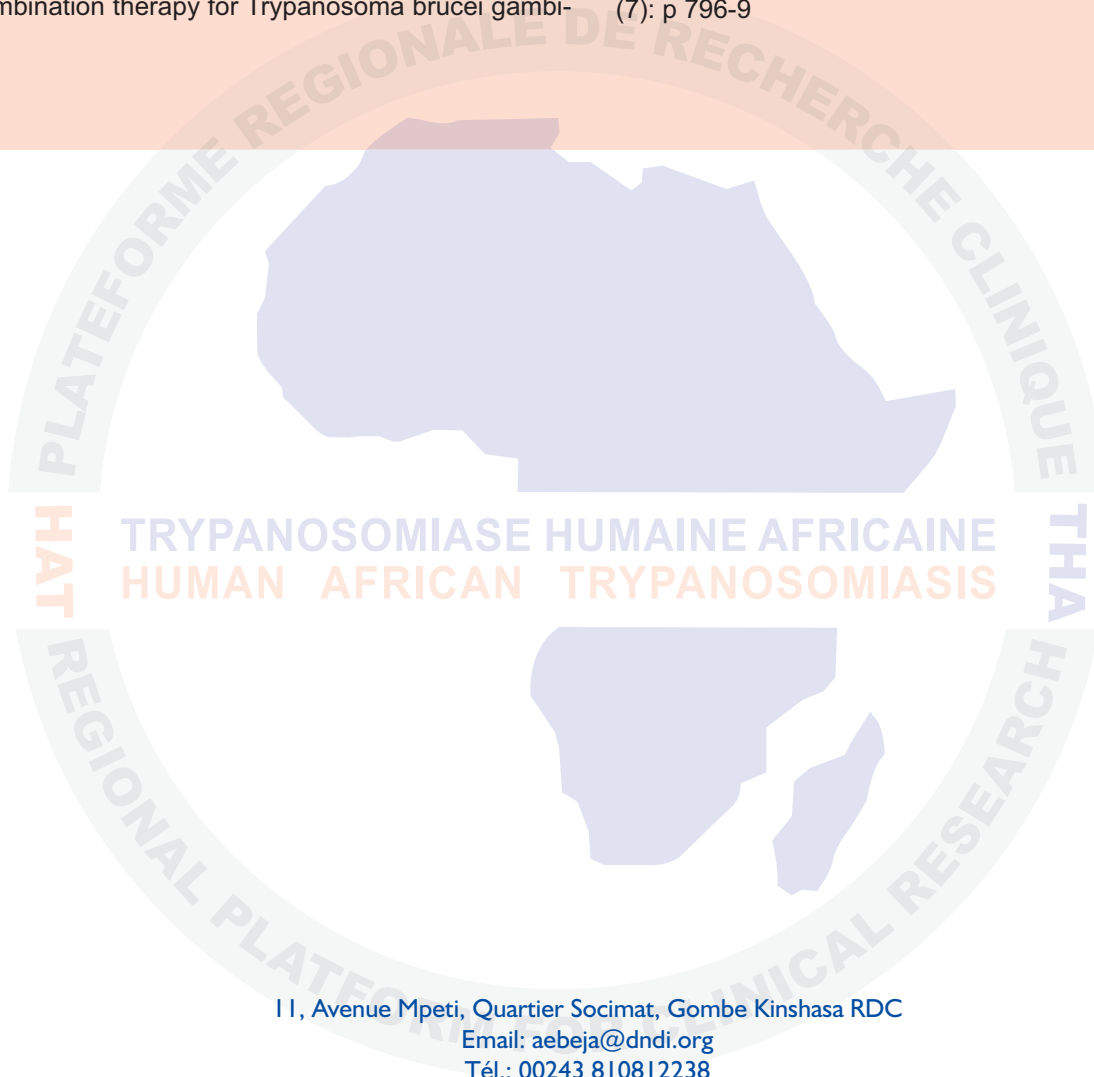 mbination therapy for Trypanosoma brucei gambi-
(7): p 796-9
PLATEFORME REGIONALE DE RECHERCHE CLINIQUE
HAT
THA
TRYPANOSOMIASE HUMAINE AFRICAINE
HUMAN AFRICAN TRYPANOSOMIASIS
REGIONAL PLATFORM FOR CLINICAL RESEARCH
11, Avenue Mpeti, Quartier Socimat, Gombe Kinshasa RDC
Email: aebeja@dndi.org
Tél.: 00243 810812238